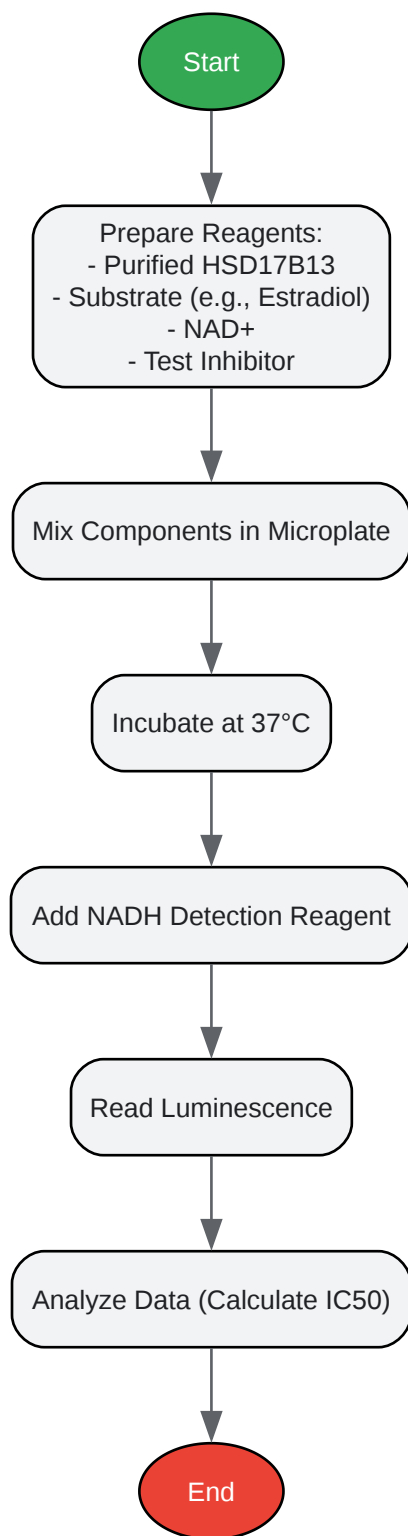 Start
Prepare Reagents:
- Purified HSD17B13
- Substrate (e.g., Estradiol)
- NAD+
- Test Inhibitor
Mix Components in Microplate
Incubate at 37°C
Add NADH Detection Reagent
Read Luminescence
Analyze Data (Calculate IC50)
End